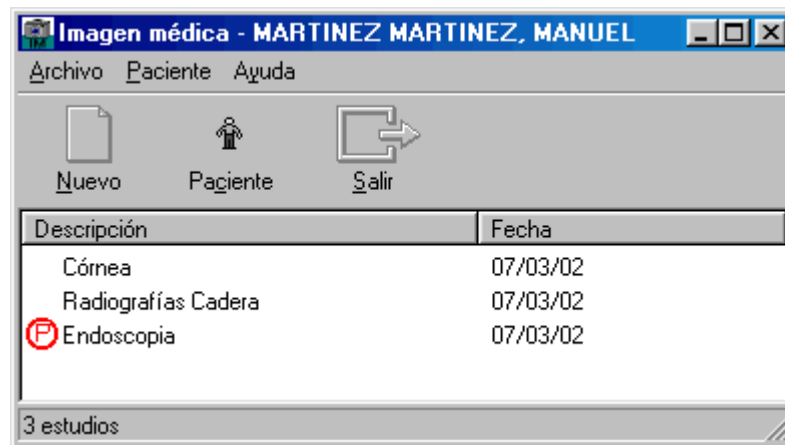 Imagen médica - MARTINEZ MARTINEZ, MANUEL
Archivo Paciente Ayuda
Nuevo Paciente Salir
Descripción Fecha
Córnea 07/03/02
Radiografías Cadera 07/03/02
P Endoscopia 07/03/02
3 estudios